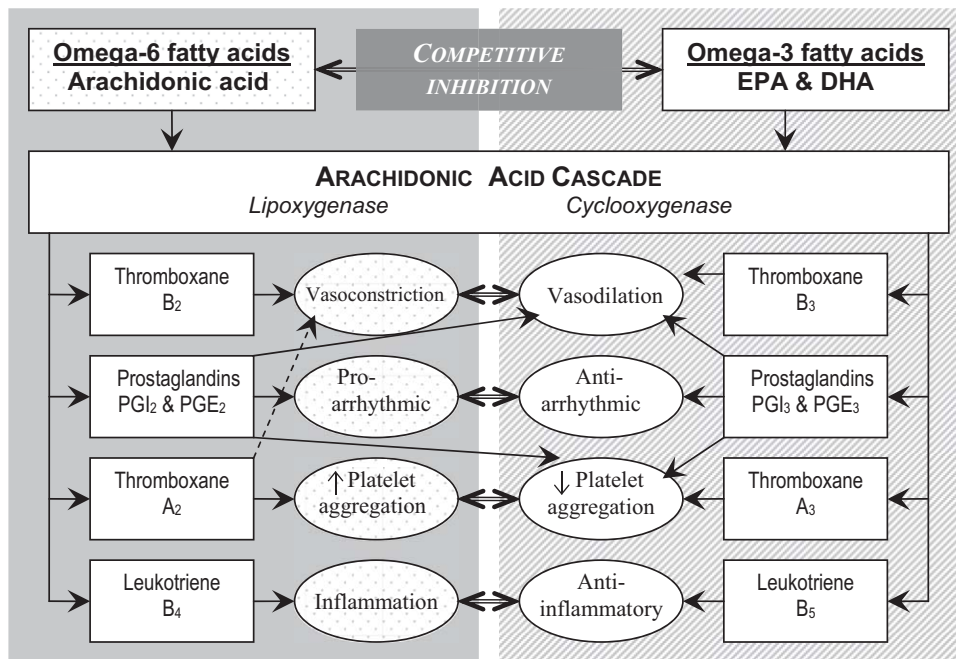 Omega-6 fatty acids
Arachidonic acid
COMPETITIVE
INHIBITION
Omega-3 fatty acids
EPA & DHA
ARACHIDONIC ACID CASCADE
Lipoxygenase Cyclooxygenase
Thromboxane
B₂
Vasoconstriction
Vasodilation
Thromboxane
B₃
Prostaglandins
PGI₂ & PGE₂
Pro-
arrhythmic
Anti-
arrhythmic
Prostaglandins
PGI₃ & PGE₃
Thromboxane
A₂
↑ Platelet
aggregation
↓ Platelet
aggregation
Thromboxane
A₃
Leukotriene
B₄
Inflammation
Anti-
inflammatory
Leukotriene
B₅